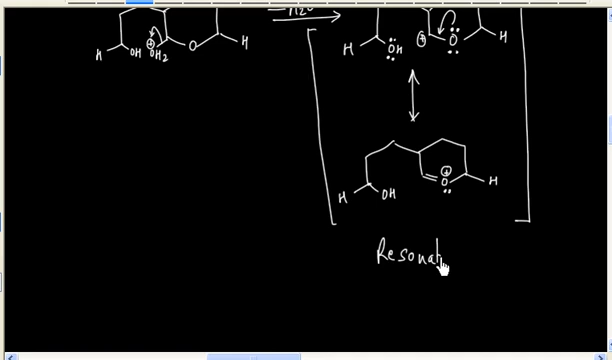 −H2O
H OH ⊕ OH2 O H
H OH ⊕ O H
H OH O ⊕ H
Resonat